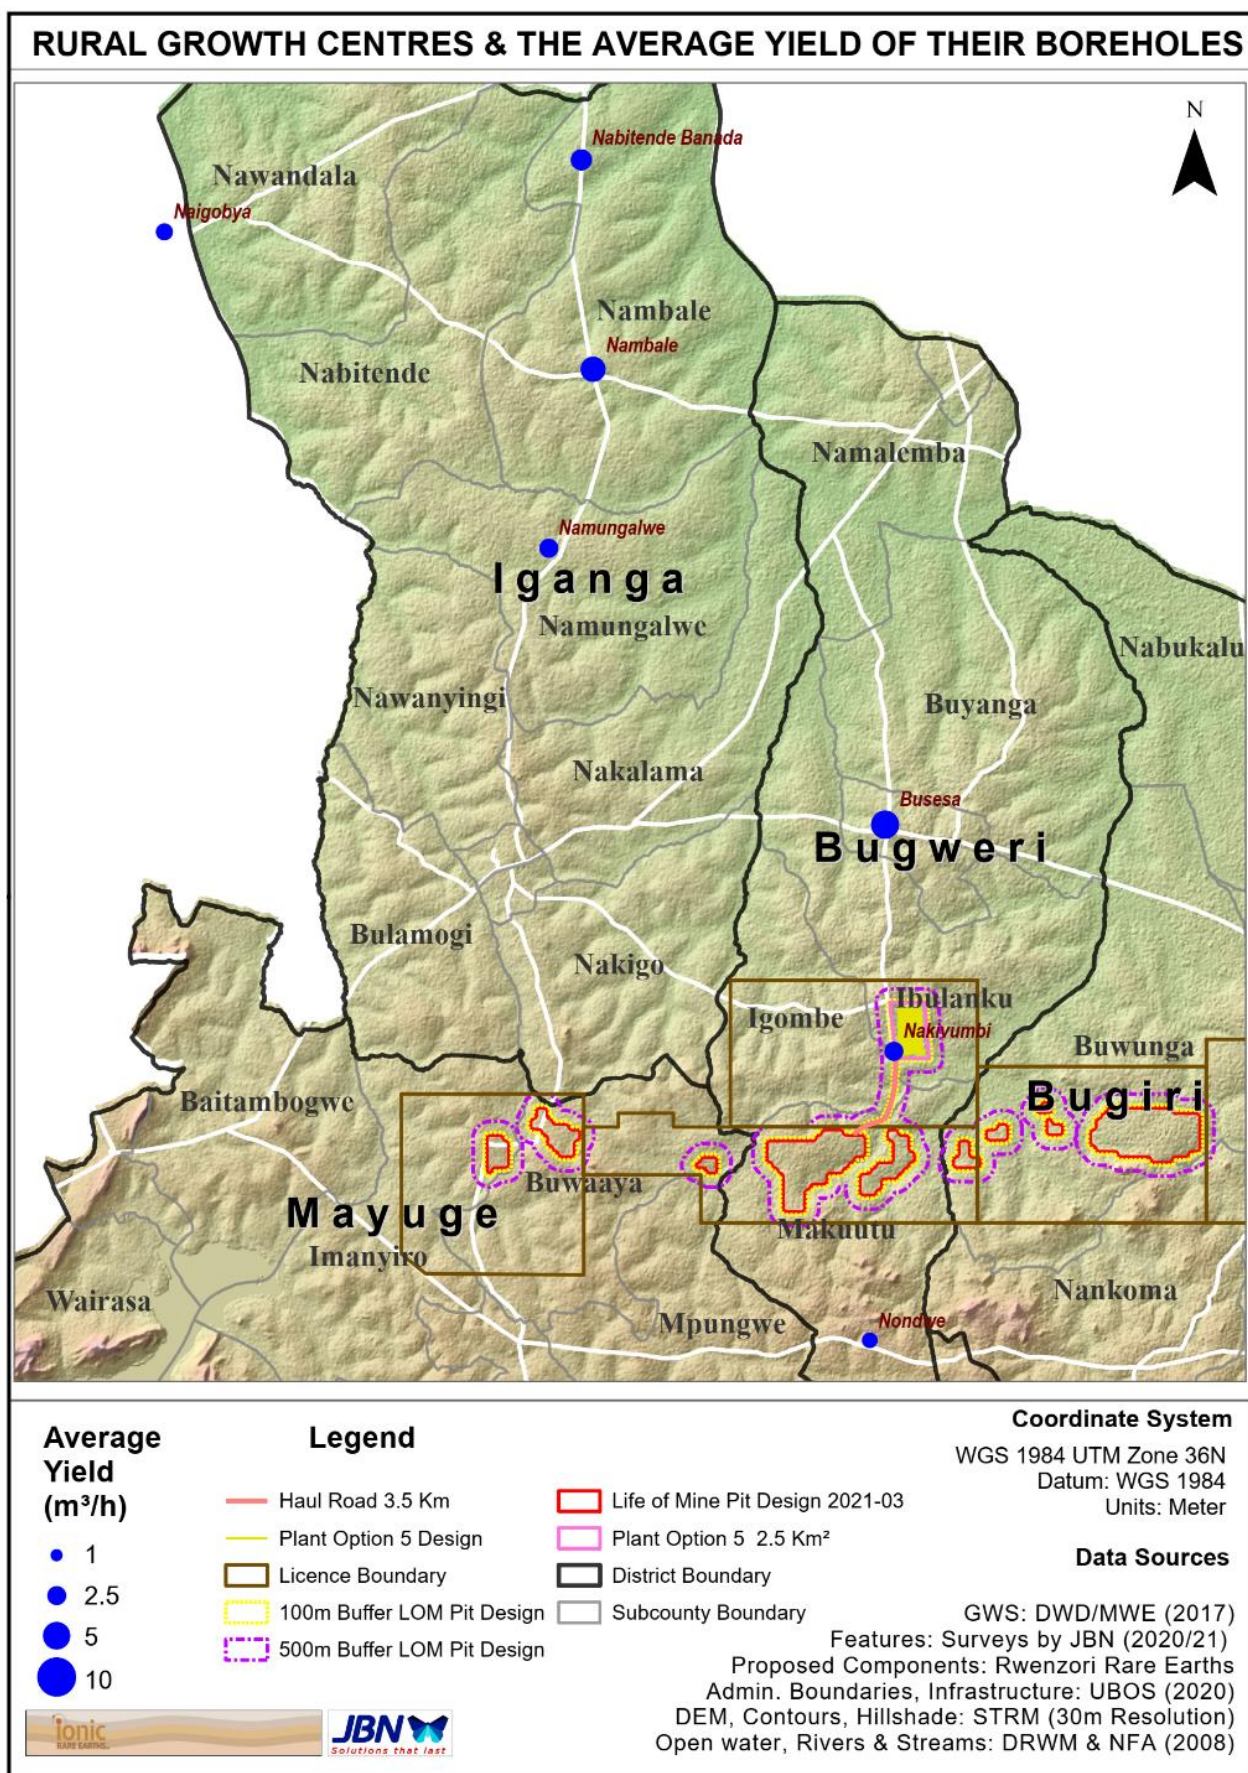 RURAL GROWTH CENTRES & THE AVERAGE YIELD OF THEIR BOREHOLES
N
Nabitende Banada
Nawandala
Naigobya
Nambale
Nambale
Nabitende
Namalemba
Namungalwe
Iganga
Namungalwe
Nabukalu
Nawanyingi
Buyanga
Nakalama
Busesa
Bugweri
Bulamogi
Nakigo
Ibulanku
Igombe
Nakivumbi
Buwunga
Baitambogwe
Bugiri
Buwaaya
Mayuge
Makuutu
Imanyiro
Wairasa
Nankoma
Mpungwe
Nondwe
Average
Yield
(m³/h)
1
2.5
5
10
Legend
Haul Road 3.5 Km
Plant Option 5 Design
Licence Boundary
100m Buffer LOM Pit Design
500m Buffer LOM Pit Design
Life of Mine Pit Design 2021-03
Plant Option 5 2.5 Km²
District Boundary
Subcounty Boundary
Coordinate System
WGS 1984 UTM Zone 36N
Datum: WGS 1984
Units: Meter
Data Sources
GWS: DWD/MWE (2017)
Features: Surveys by JBN (2020/21)
Proposed Components: Rwenzori Rare Earths
Admin. Boundaries, Infrastructure: UBOS (2020)
DEM, Contours, Hillshade: STRM (30m Resolution)
Open water, Rivers & Streams: DRWM & NFA (2008)
ionic
RARE EARTHS
JBN
Solutions that last